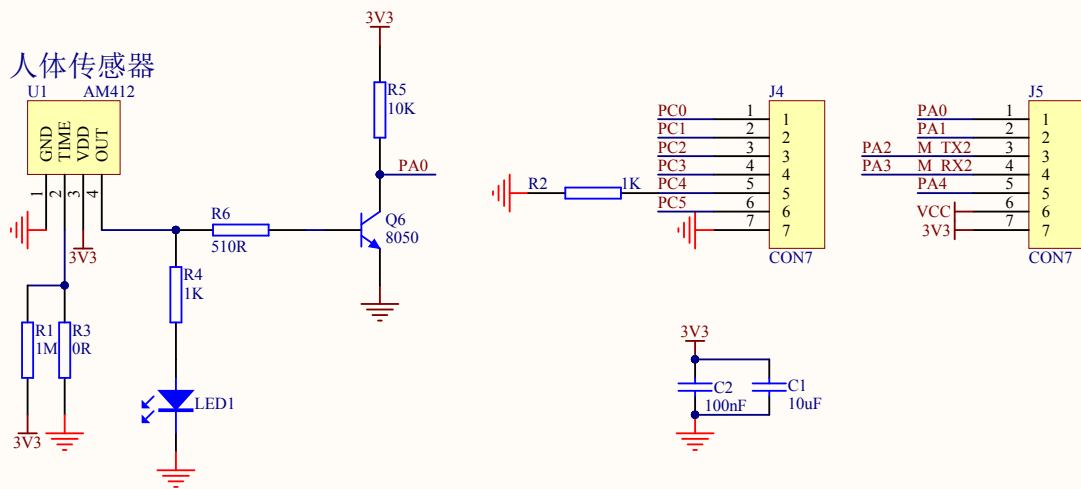 人体传感器
U1 AM412
GND
TIME
VDD
OUT
1
2
3
4
3V3
R1
1M
R3
0R
3V3
R6
510R
R4
1K
LED1
3V3
R5
10K
PA0
Q6
8050
J4
PC0 1 1
PC1 2 2
PC2 3 3
PC3 4 4
R2 1K PC4 5 5
PC5 6 6
7 7
CON7
J5
PA0 1 1
PA1 2 2
PA2 M_TX2 3 3
PA3 M_RX2 4 4
PA4 5 5
VCC 6 6
3V3 7 7
CON7
3V3
C2
100nF
C1
10uF